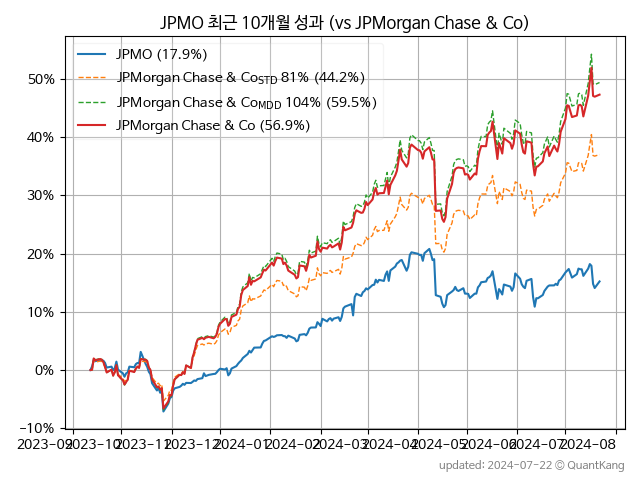 JPMO 최근 10개월 성과 (vs JPMorgan Chase & Co)
JPMO (17.9%)
JPMorgan Chase & CoSTD 81% (44.2%)
JPMorgan Chase & CoMDD 104% (59.5%)
JPMorgan Chase & Co (56.9%)
50%
40%
30%
20%
10%
0%
−10%
2023-09 2023-10 2023-11 2023-12 2024-01 2024-02 2024-03 2024-04 2024-05 2024-06 2024-07 2024-08
updated: 2024-07-22 ⓒ QuantKang